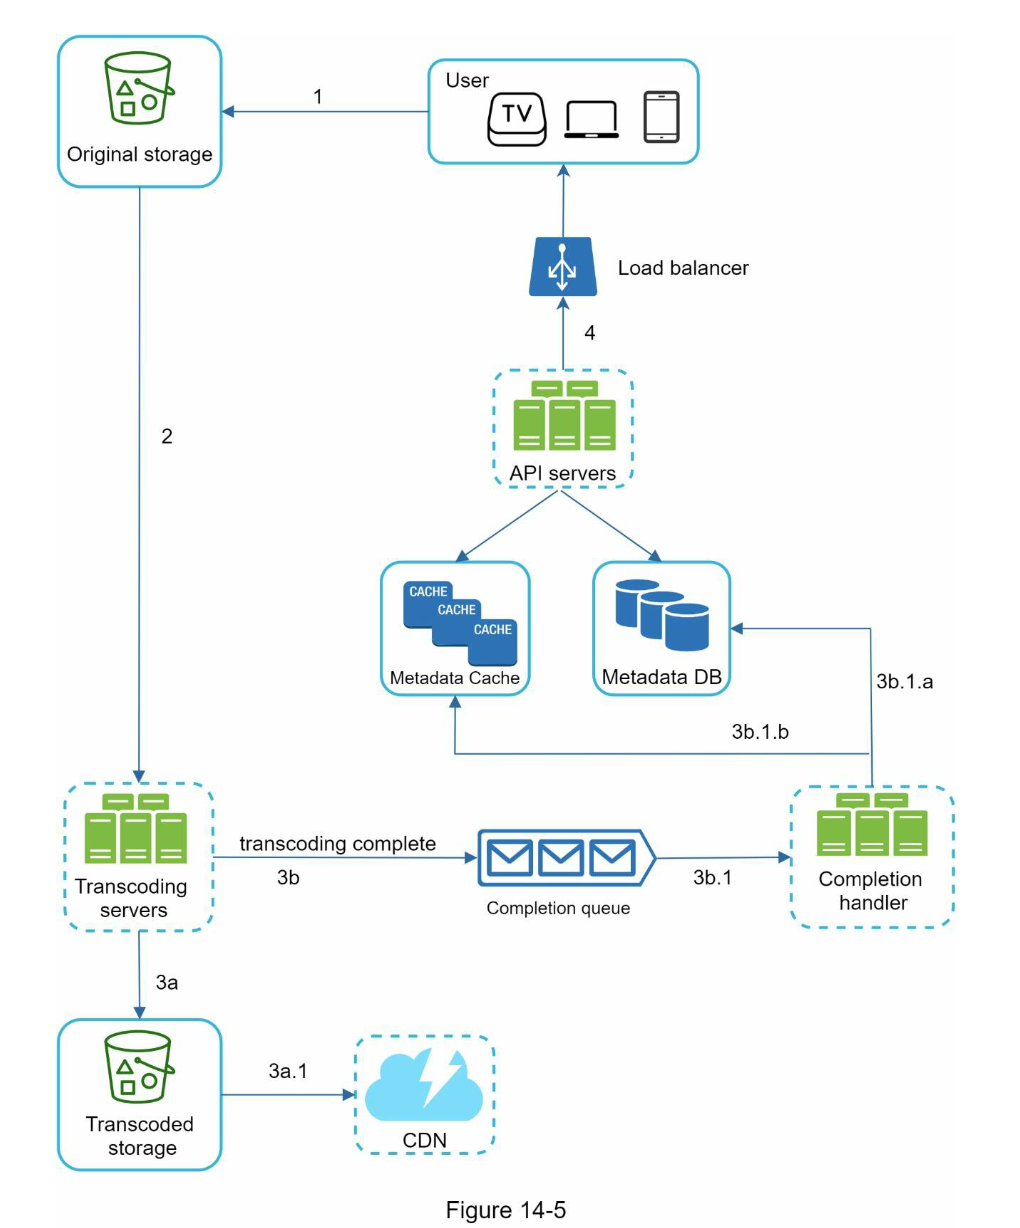 User
TV
1
Original storage
Load balancer
4
2
API servers
CACHE
CACHE
CACHE
Metadata Cache
Metadata DB
3b.1.a
3b.1.b
transcoding complete
3b
3b.1
Transcoding
servers
Completion queue
Completion
handler
3a
3a.1
Transcoded
storage
CDN
Figure 14-5